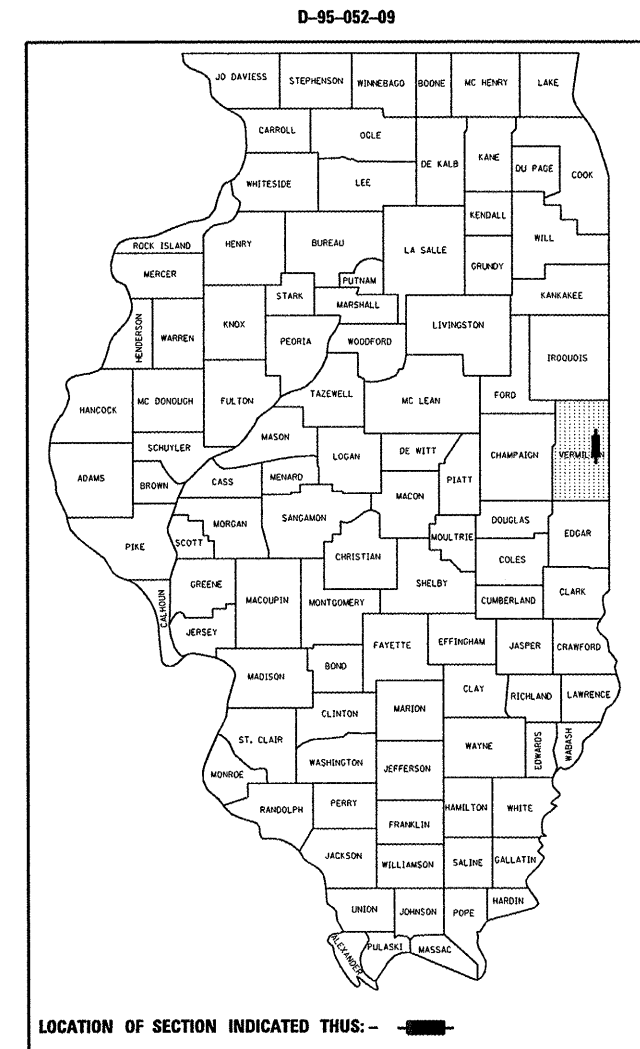 D-95-052-09
JO DAVIESS STEPHENSON WINNEBAGO BOONE MC HENRY LAKE
CARROLL OGLE
DE KALB KANE DU PAGE COOK
WHITESIDE LEE
KENDALL
ROCK ISLAND HENRY BUREAU LA SALLE WILL
MERCER PUTNAM GRUNDY
STARK MARSHALL KANKAKEE
HENDERSON WARREN KNOX PEORIA WOODFORD LIVINGSTON
IROQUOIS
HANCOCK MC DONOUGH FULTON TAZEWELL MC LEAN FORD
SCHUYLER MASON LOGAN DE WITT CHAMPAIGN VERMILION
ADAMS BROWN CASS MENARD MACON PIATT
PIKE SCOTT MORGAN SANGAMON MOULTRIE DOUGLAS EDGAR
CHRISTIAN COLES
CALHOUN GREENE MACOUPIN MONTGOMERY SHELBY CUMBERLAND CLARK
JERSEY FAYETTE EFFINGHAM JASPER CRAWFORD
MADISON BOND
CLAY RICHLAND LAWRENCE
CLINTON MARION
ST. CLAIR WAYNE EDWARDS WABASH
WASHINGTON JEFFERSON
MONROE
RANDOLPH PERRY HAMILTON WHITE
FRANKLIN
JACKSON WILLIAMSON SALINE GALLATIN
UNION JOHNSON POPE HARDIN
ALEXANDER PULASKI MASSAC
LOCATION OF SECTION INDICATED THUS: -